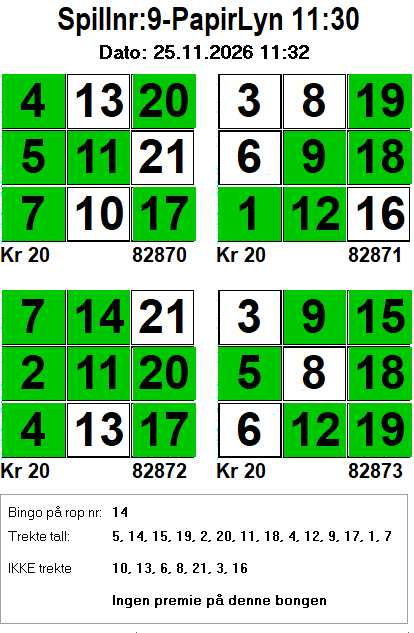 Spillnr:9-PapirLyn 11:30
Dato: 25.11.2026 11:32
4 13 20 3 8 19
5 11 21 6 9 18
7 10 17 1 12 16
Kr 20 82870 Kr 20 82871
7 14 21 3 9 15
2 11 20 5 8 18
4 13 17 6 12 19
Kr 20 82872 Kr 20 82873
Bingo på rop nr: 14
Trekte tall: 5, 14, 15, 19, 2, 20, 11, 18, 4, 12, 9, 17, 1, 7
IKKE trekte 10, 13, 6, 8, 21, 3, 16
Ingen premie på denne bongen